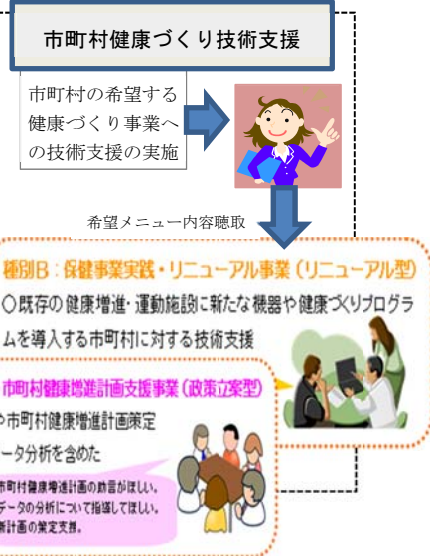 市町村健康づくり技術支援
市町村の希望する
健康づくり事業へ
の技術支援の実施
希望メニュー内容聴取
種別B:保健事業実践・リニューアル事業(リニューアル型)
○既存の健康増進・運動施設に新たな機器や健康づくりプログラ
ムを導入する市町村に対する技術支援
市町村健康増進計画支援事業(政策立案型)
や市町村健康増進計画策定
ータ分析を含めた
市町村健康増進計画の助言がほしい。
データの分析について指導してほしい。
新計画の策定支援。